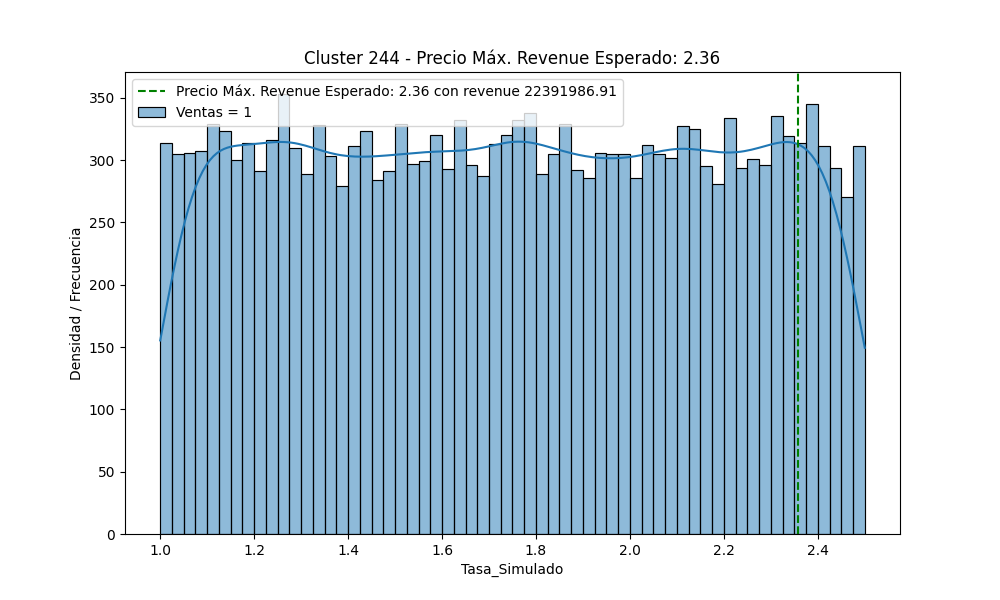 Cluster 244 - Precio Máx. Revenue Esperado: 2.36
Precio Máx. Revenue Esperado: 2.36 con revenue 22391986.91
Ventas = 1
Densidad / Frecuencia
350
300
250
200
150
100
50
0
1.0 1.2 1.4 1.6 1.8 2.0 2.2 2.4
Tasa_Simulado